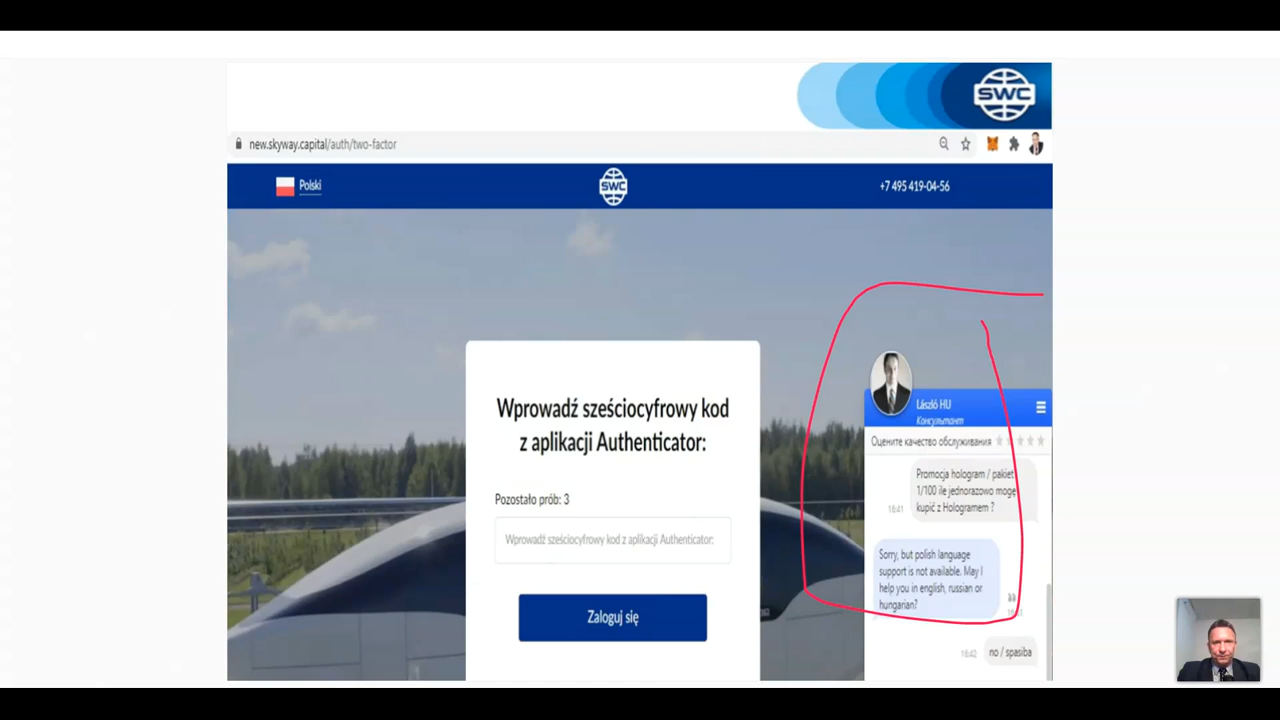 SWC
new.skyway.capital/auth/two-factor
Polski
SWC
+7 495 419-04-56
Wprowadź sześciocyfrowy kod
z aplikacji Authenticator:
Pozostało prób: 3
Wprowadź sześciocyfrowy kod z aplikacji Authenticator:
Zaloguj się
László HU
Консультант
Оцените качество обслуживания
Promocja hologram / pakiet
1/100 ile jednorazowo mogę
kupić z Hologramem ?
16:41
Sorry, but polish language
support is not available. May I
help you in english, russian or
hungarian?
16:42
no / spasiba